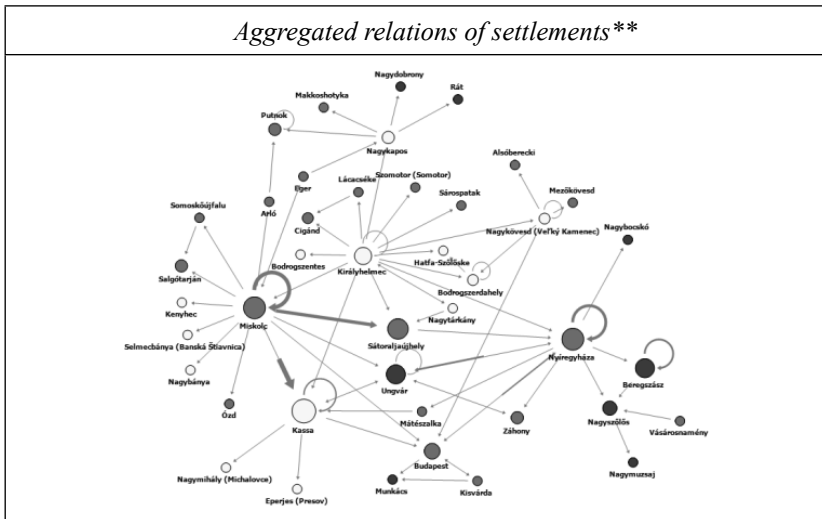 Aggregated relations of settlements**
Nagydobrony
Rát
Makkoshotyka
Putnok
Nagykapos
Alsóberecki
Eger
Szomotor (Somotor)
Lácacséke
Sárospatak
Mezőkövesd
Somoskőújfalu
Arló
Cigánd
Nagykövesd (Veľký Kamenec)
Nagybocskó
Bodrogszentes
Királyhelmec
Hatfa-Szőlőske
Salgótarján
Bodrogszerdahely
Kenyhec
Miskolc
Nagytárkány
Selmecbánya (Banská Štiavnica)
Sátoraljaújhely
Nyíregyháza
Nagybánya
Ungvár
Beregszász
Ózd
Kassa
Mátészalka
Záhony
Nagyszőlős
Vásárosnamény
Budapest
Nagymihály (Michalovce)
Munkács
Kisvárda
Nagymuzsaj
Eperjes (Presov)